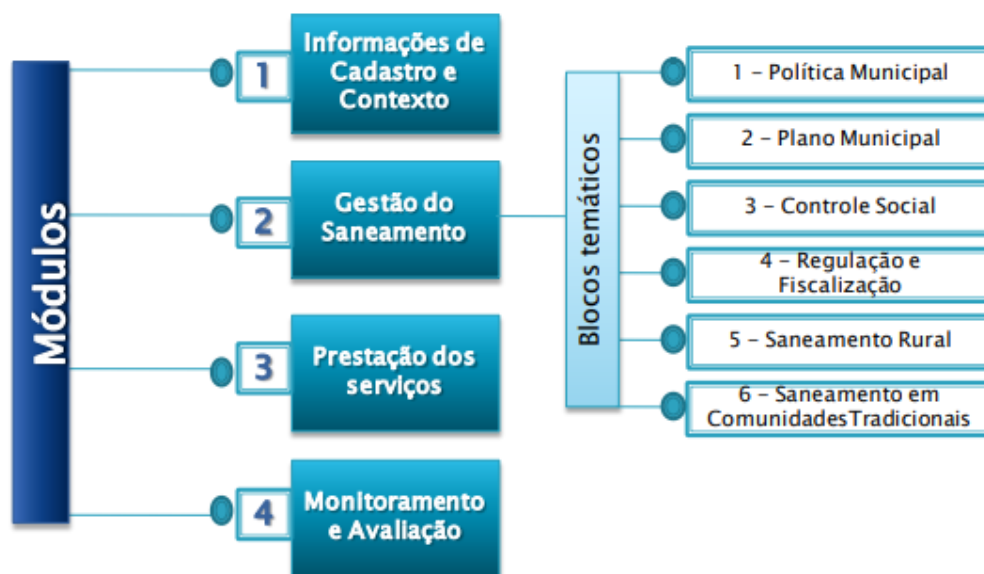 Módulos
1
Informações de
Cadastro e
Contexto
2
Gestão do
Saneamento
3
Prestação dos
serviços
4
Monitoramento
e Avaliação
Blocos temáticos
1 – Política Municipal
2 – Plano Municipal
3 – Controle Social
4 – Regulação e
Fiscalização
5 – Saneamento Rural
6 – Saneamento em
ComunidadesTradicionais